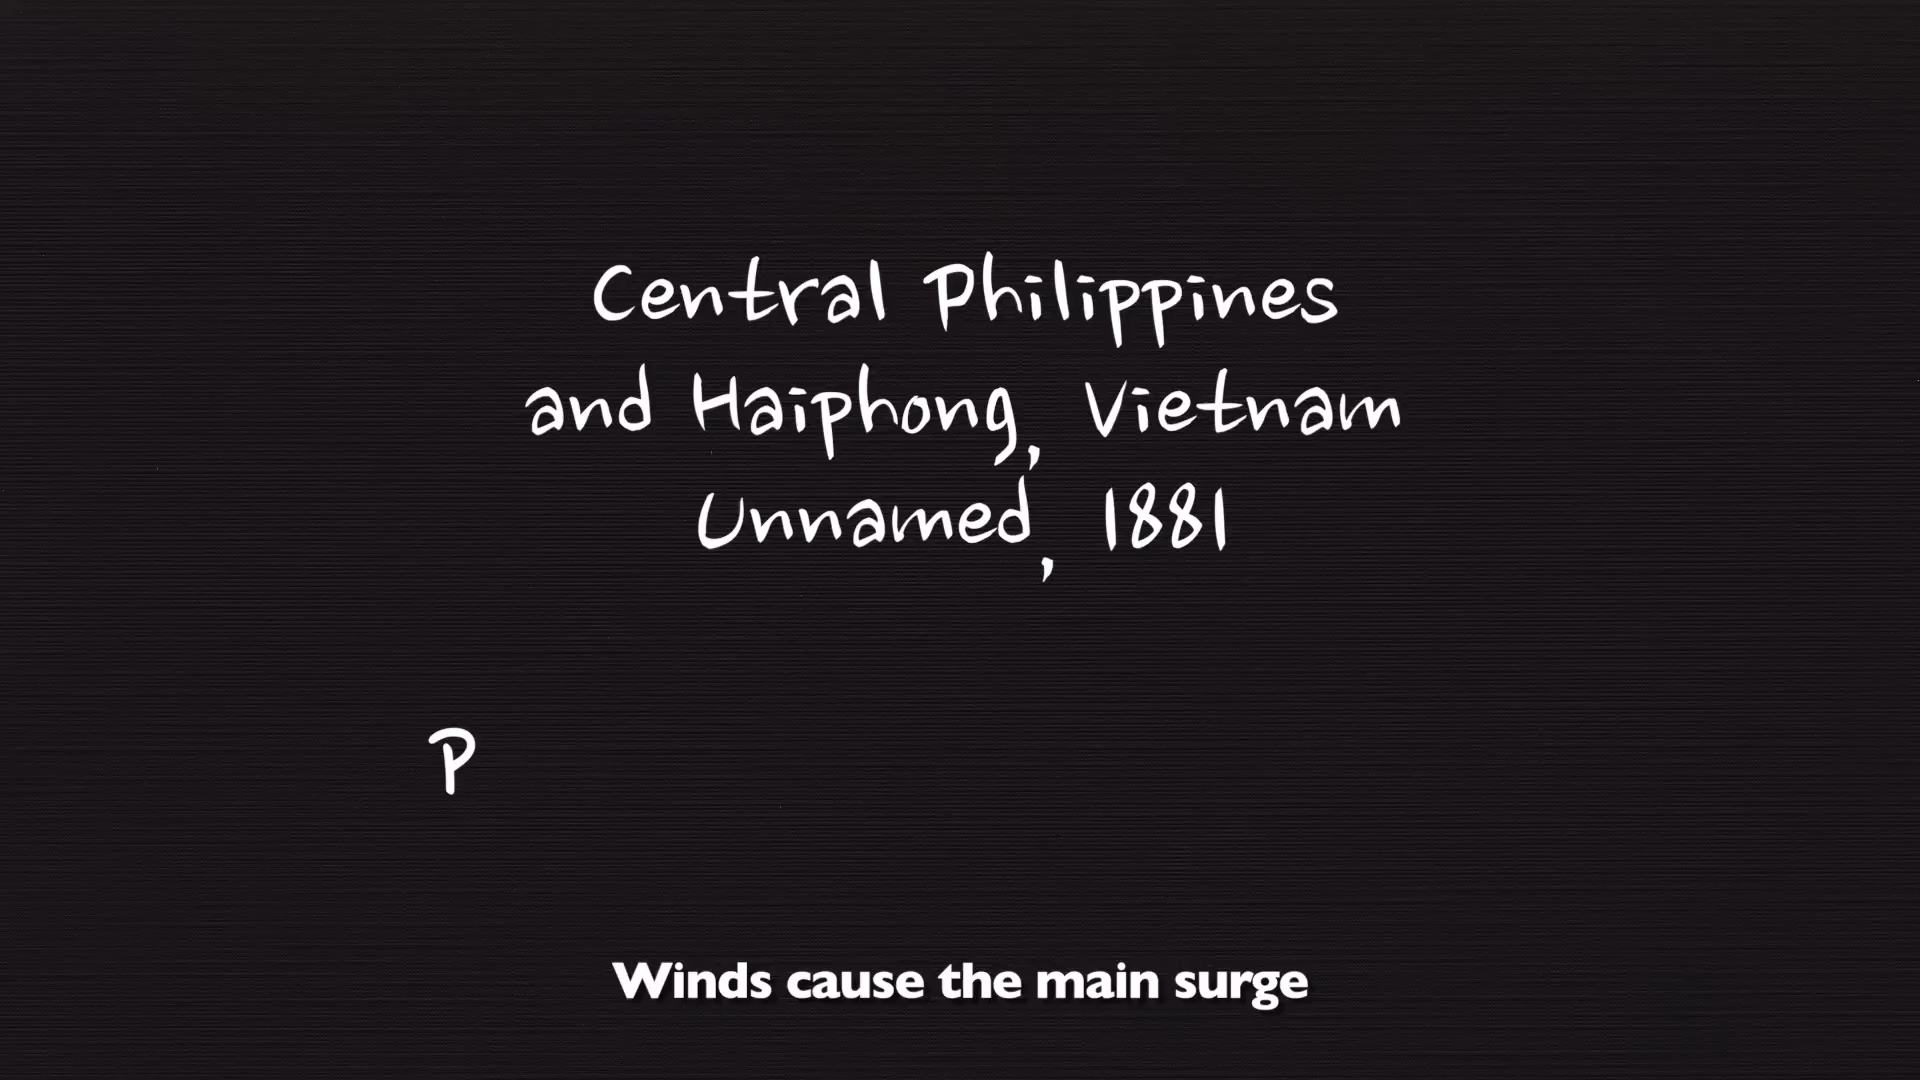 Central Philippines
and Haiphong, Vietnam
Unnamed, 1881
P
Winds cause the main surge